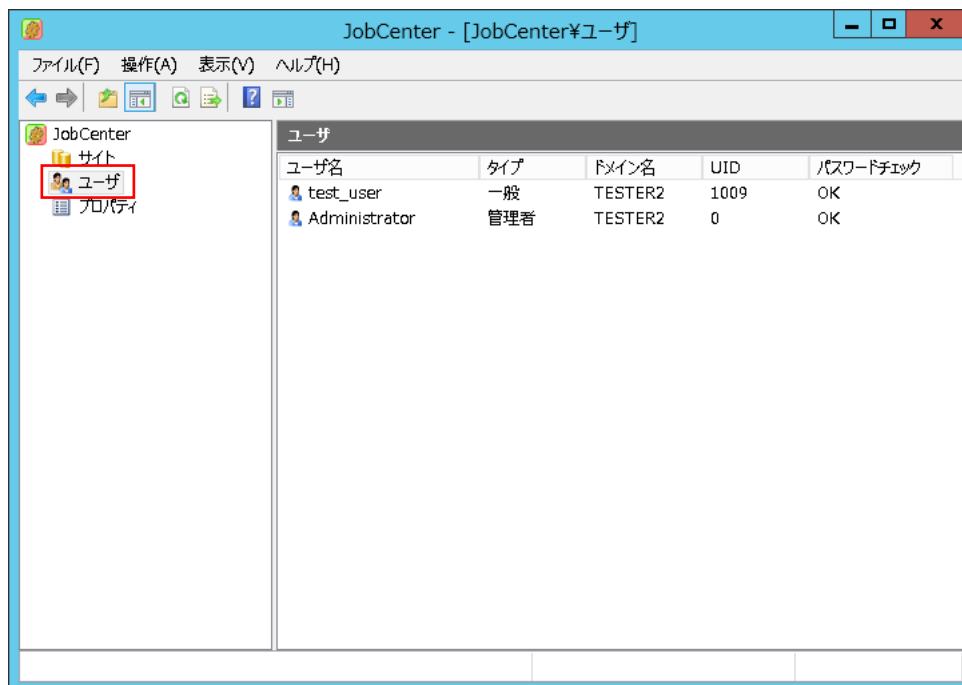 JobCenter - [JobCenter¥ユーザ]
ファイル(F) 操作(A) 表示(V) ヘルプ(H)
JobCenter
サイト
ユーザ
プロパティ
ユーザ
ユーザ名 タイプ ドメイン名 UID パスワードチェック
test_user 一般 TESTER2 1009 OK
Administrator 管理者 TESTER2 0 OK